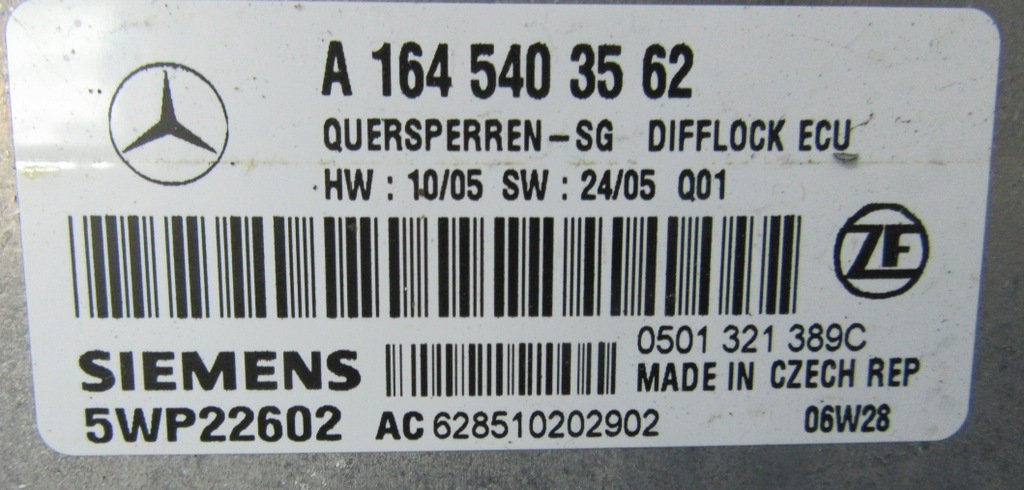 A 164 540 35 62
QUERSPERREN-SG DIFFLOCK ECU
HW : 10/05 SW : 24/05 Q01
ZF
0501 321 389C
SIEMENS
MADE IN CZECH REP
5WP22602 AC 628510202902 06W28